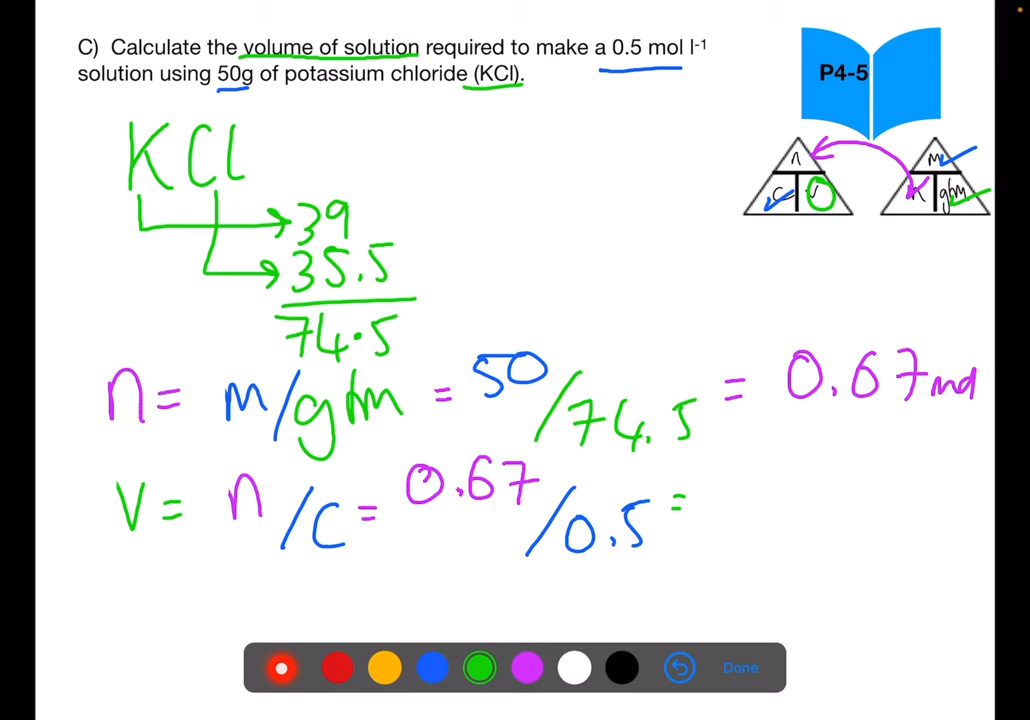 C) Calculate the volume of solution required to make a 0.5 mol l-1
solution using 50g of potassium chloride (KCl).
P4-5
n
c v
m
n gfm
KCl
39
35.5
74.5
n = m/gfm = 50/74.5 = 0.67mol
v = n/c = 0.67/0.5 =
Done